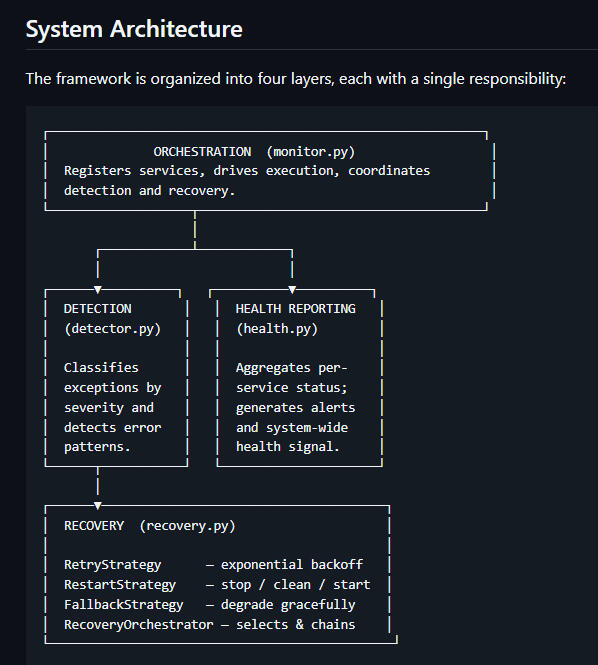 System Architecture
The framework is organized into four layers, each with a single responsibility:
ORCHESTRATION (monitor.py)
Registers services, drives execution, coordinates
detection and recovery.
DETECTION
(detector.py)
Classifies
exceptions by
severity and
detects error
patterns.
HEALTH REPORTING
(health.py)
Aggregates per-
service status;
generates alerts
and system-wide
health signal.
RECOVERY (recovery.py)
RetryStrategy — exponential backoff
RestartStrategy — stop / clean / start
FallbackStrategy — degrade gracefully
RecoveryOrchestrator — selects & chains